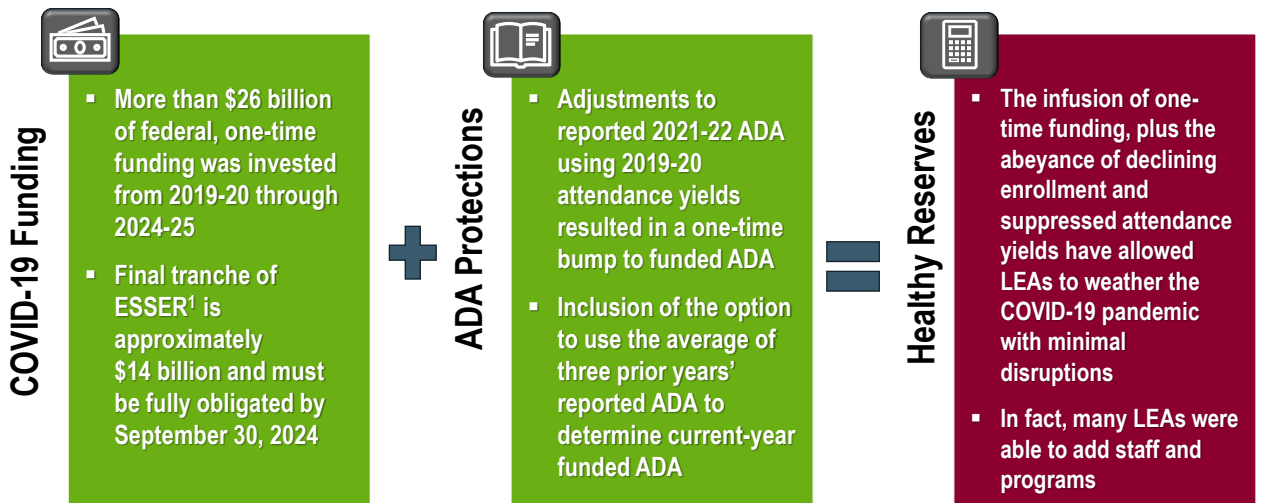 COVID-19 Funding
▪ More than $26 billion
of federal, one-time
funding was invested
from 2019-20 through
2024-25
▪ Final tranche of
ESSER¹ is
approximately
$14 billion and must
be fully obligated by
September 30, 2024
ADA Protections
▪ Adjustments to
reported 2021-22 ADA
using 2019-20
attendance yields
resulted in a one-time
bump to funded ADA
▪ Inclusion of the option
to use the average of
three prior years’
reported ADA to
determine current-year
funded ADA
Healthy Reserves
▪ The infusion of one-
time funding, plus the
abeyance of declining
enrollment and
suppressed attendance
yields have allowed
LEAs to weather the
COVID-19 pandemic
with minimal
disruptions
▪ In fact, many LEAs were
able to add staff and
programs